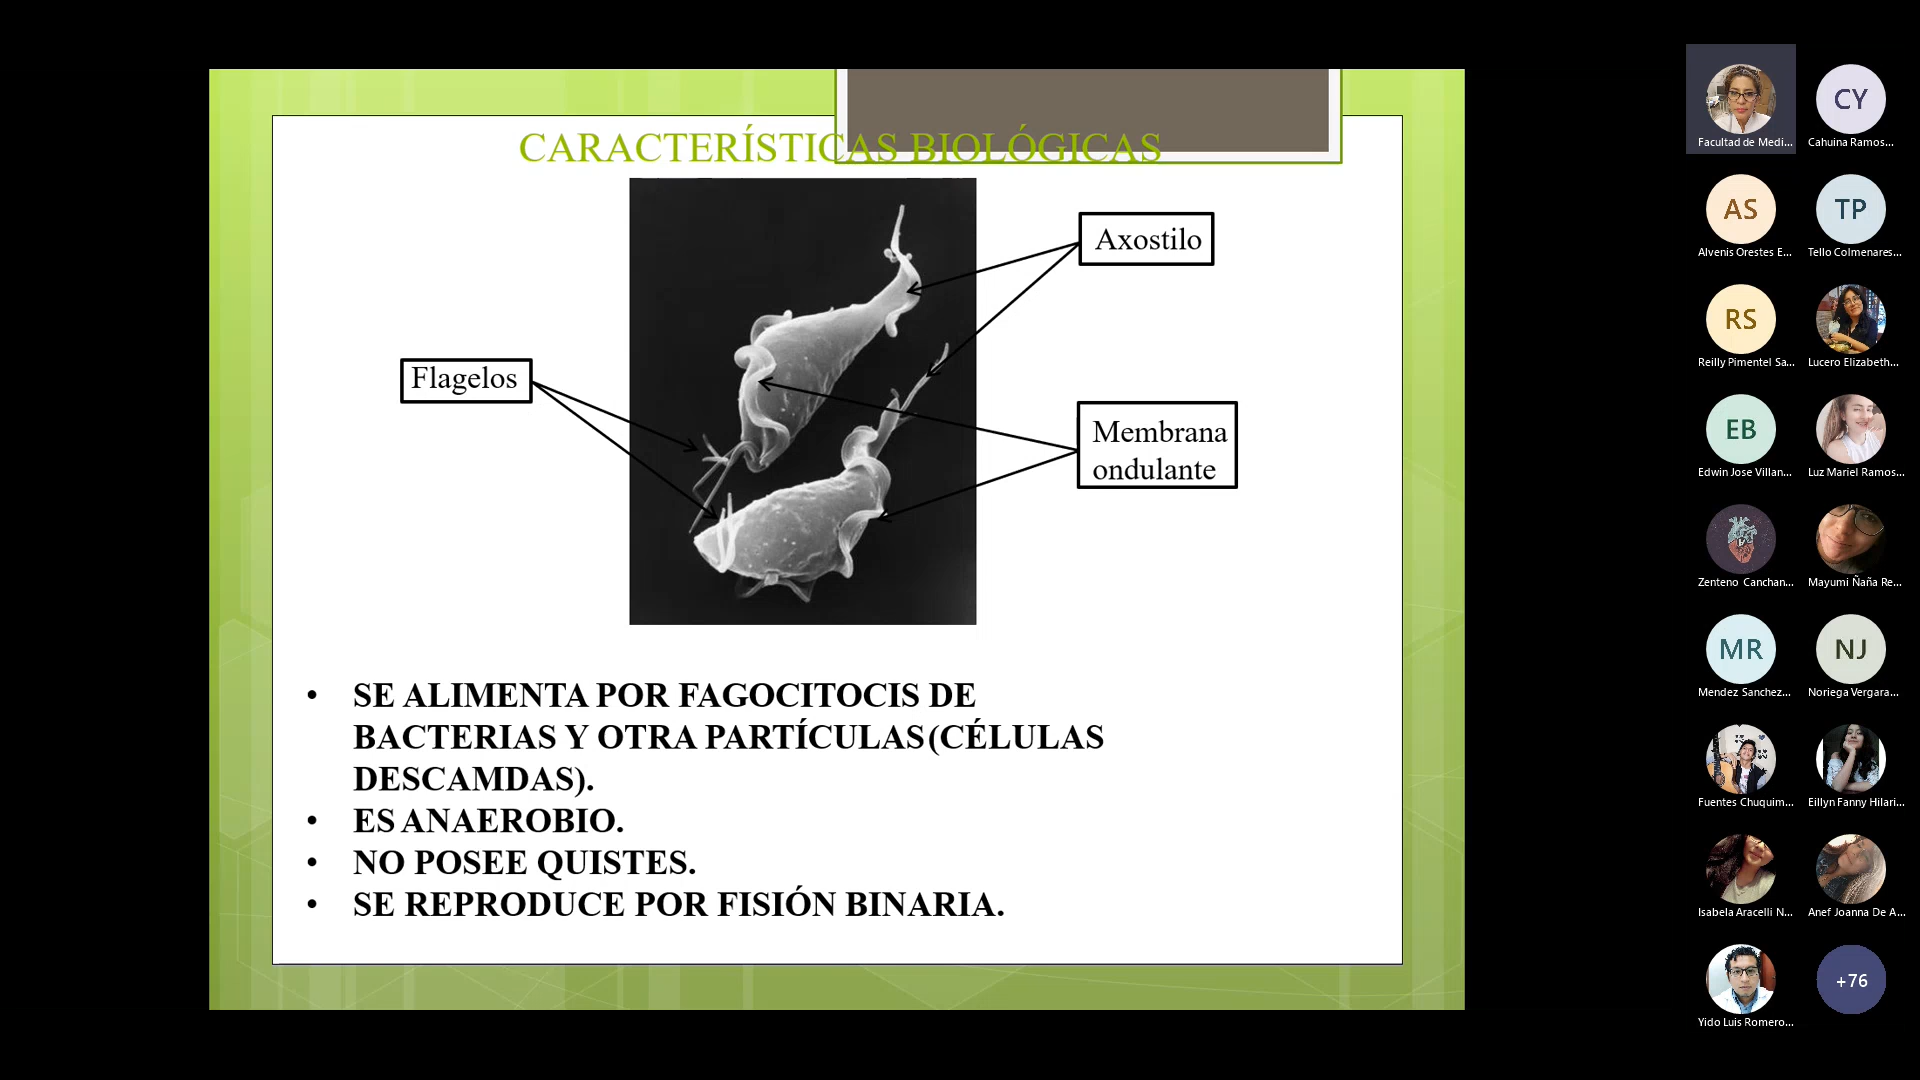 CARACTERÍSTICAS BIOLÓGICAS
Axostilo
Flagelos
Membrana
ondulante
• SE ALIMENTA POR FAGOCITOCIS DE
BACTERIAS Y OTRA PARTÍCULAS (CÉLULAS
DESCAMDAS).
• ES ANAEROBIO.
• NO POSEE QUISTES.
• SE REPRODUCE POR FISIÓN BINARIA.
Facultad de Medi...
CY
Cahuina Ramos...
AS
Alvenis Orestes E...
TP
Tello Colmenares...
RS
Reilly Pimentel Sa...
Lucero Elizabeth...
EB
Edwin Jose Villan...
Luz Mariel Ramos...
Zenteno Canchan...
Mayumi Ñaña Re...
MR
Mendez Sanchez...
NJ
Noriega Vergara...
Fuentes Chuquim...
Eillyn Fanny Hilari...
Isabela Aracelli N...
Anef Joanna De A...
Yido Luis Romero...
+76